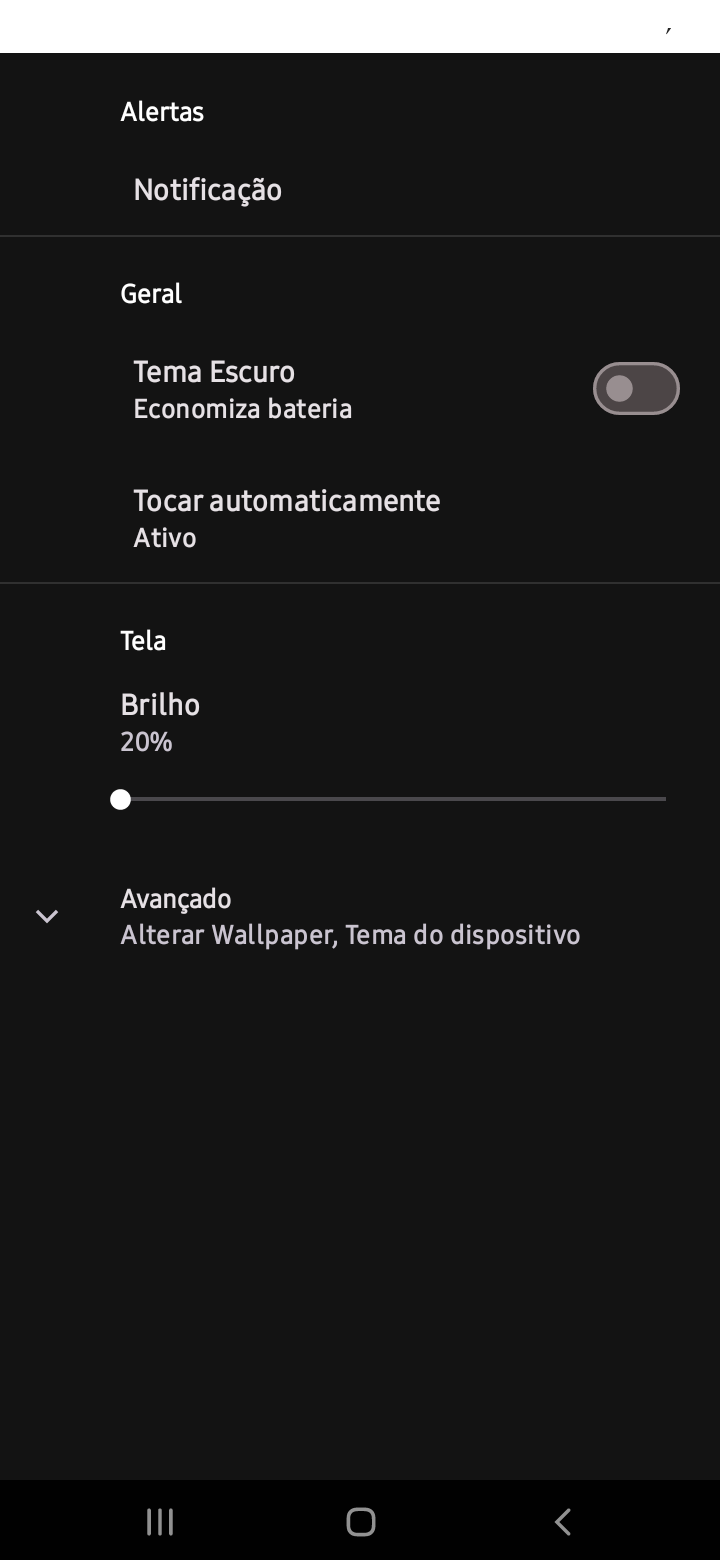 Alertas
Notificação
Geral
Tema Escuro
Economiza bateria
Tocar automaticamente
Ativo
Tela
Brilho
20%
Avançado
Alterar Wallpaper, Tema do dispositivo